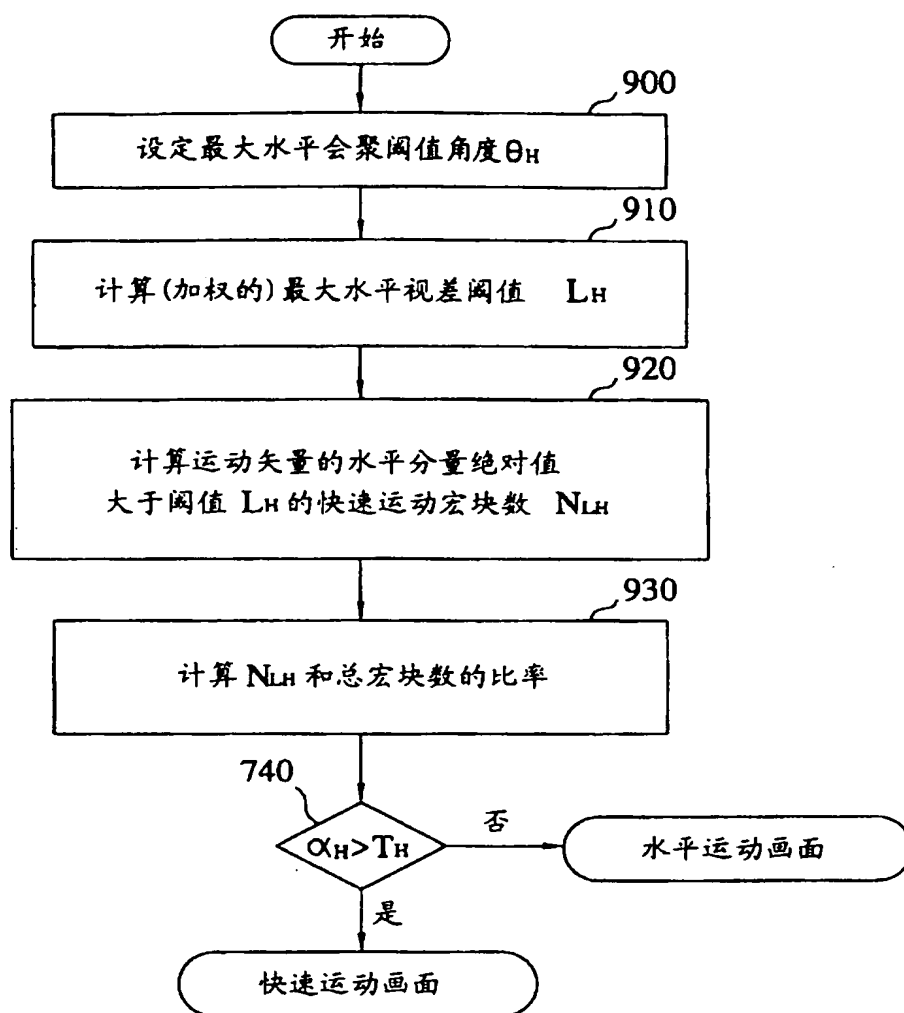 开始
900
设定最大水平会聚阈值角度θH
910
计算(加权的)最大水平视差阈值 LH
920
计算运动矢量的水平分量绝对值
大于阈值 LH 的快速运动宏块数 NLH
930
计算 NLH 和总宏块数的比率
740
αH>TH
否
水平运动画面
是
快速运动画面